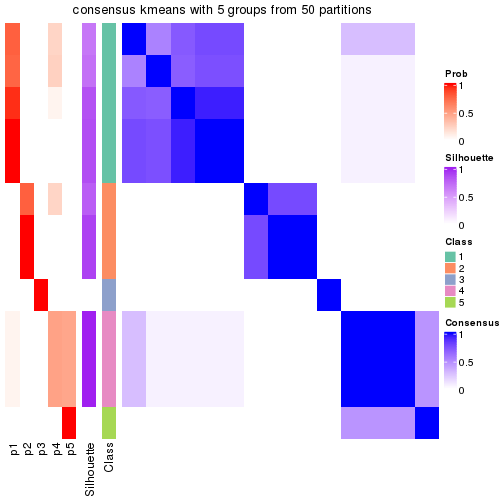 consensus kmeans with 5 groups from 50 partitions
Prob
1
0.5
0
Silhouette
1
0.5
0
Class
1
2
3
4
5
Consensus
1
0.5
0
p1
p2
p3
p4
p5
Silhouette
Class